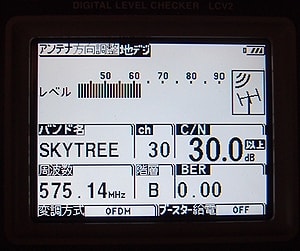 DIGITAL LEVEL CHECKER LCV2
アンテナ方向調整 地デジ
50 60 70 80 90
レベル
バンド名 ch C/N
SKYTREE 30 30.0 以上 dB
周波数 階層 BER
575.14MHz B 0.00
変調方式 OFDM ブースター給電 OFF